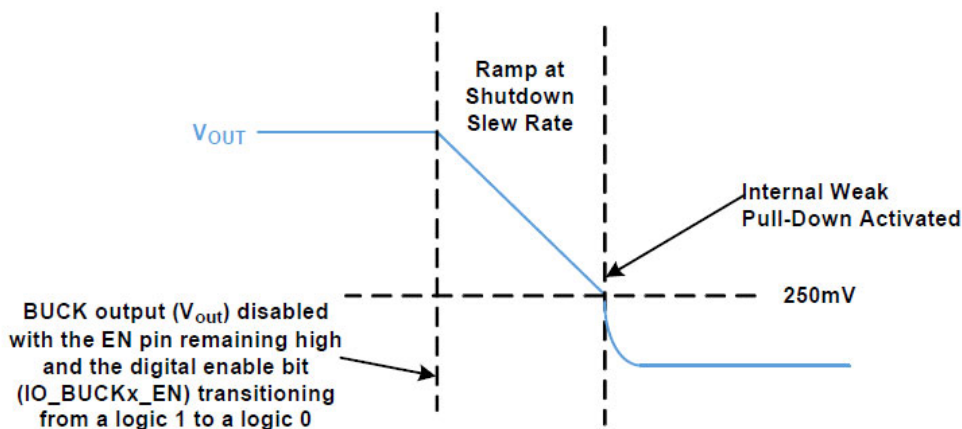 Ramp at
Shutdown
Slew Rate
VOUT
Internal Weak
Pull-Down Activated
250mV
BUCK output (Vout) disabled
with the EN pin remaining high
and the digital enable bit
(IO_BUCKx_EN) transitioning
from a logic 1 to a logic 0